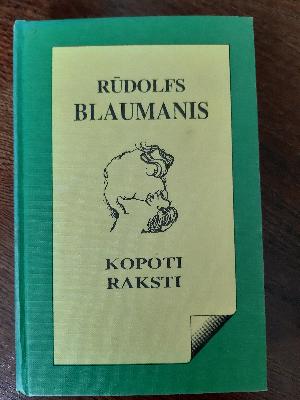 RŪDOLFS
BLAUMANIS
KOPOTI
RAKSTI